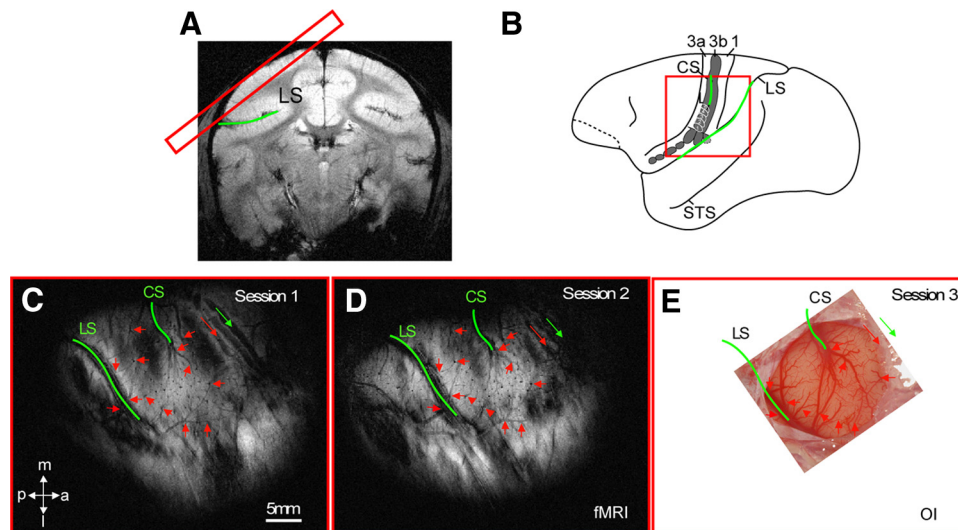 A
LS
B
3a 3b 1
CS
LS
STS
C
CS
Session 1
LS
m
p a
l
5mm
D
CS
Session 2
LS
fMRI
E
CS
Session 3
LS
OI